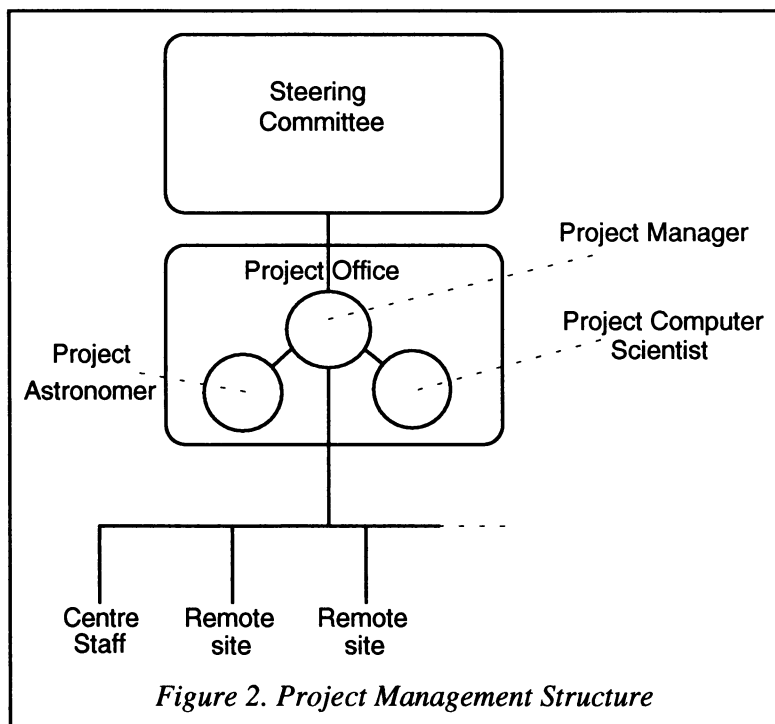 Steering
Committee
Project Manager
Project Office
Project Computer
Scientist
Project
Astronomer
Centre
Staff
Remote
site
Remote
site
Figure 2. Project Management Structure